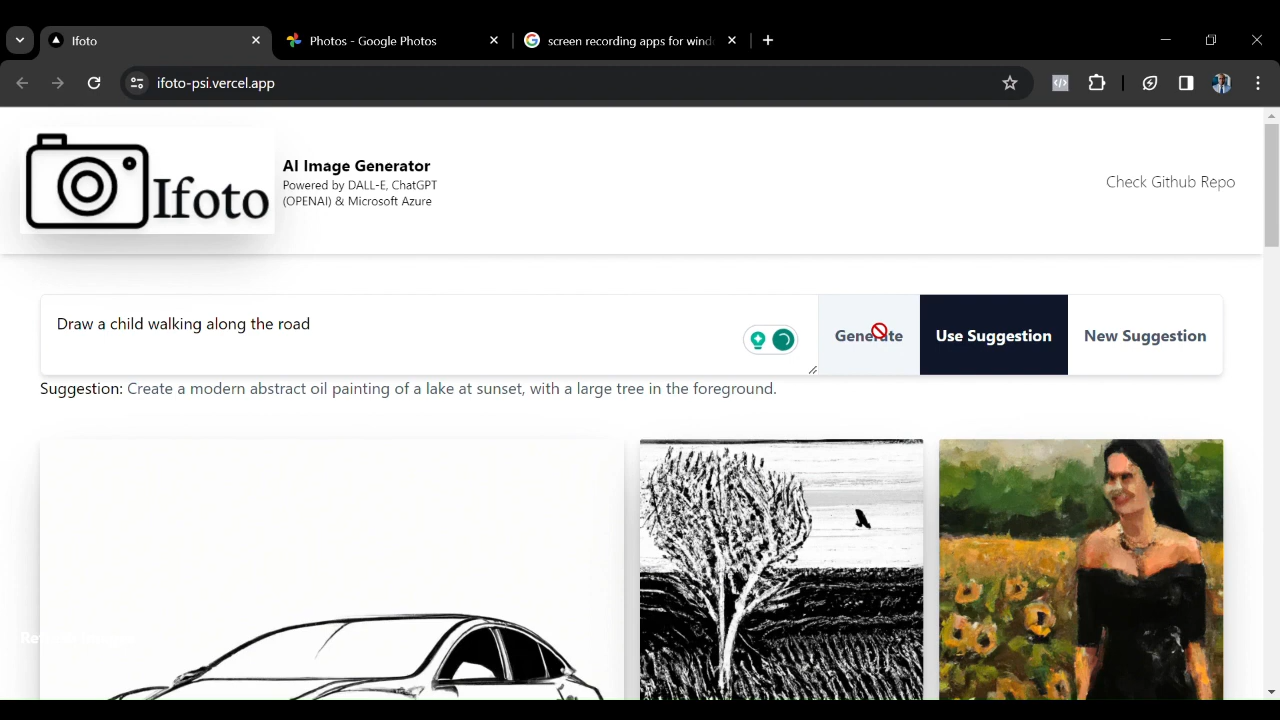 Ifoto
Photos - Google Photos
screen recording apps for wind
ifoto-psi.vercel.app
Ifoto
AI Image Generator
Powered by DALL-E, ChatGPT
(OPENAI) & Microsoft Azure
Check Github Repo
Draw a child walking along the road
Generate
Use Suggestion
New Suggestion
Suggestion: Create a modern abstract oil painting of a lake at sunset, with a large tree in the foreground.